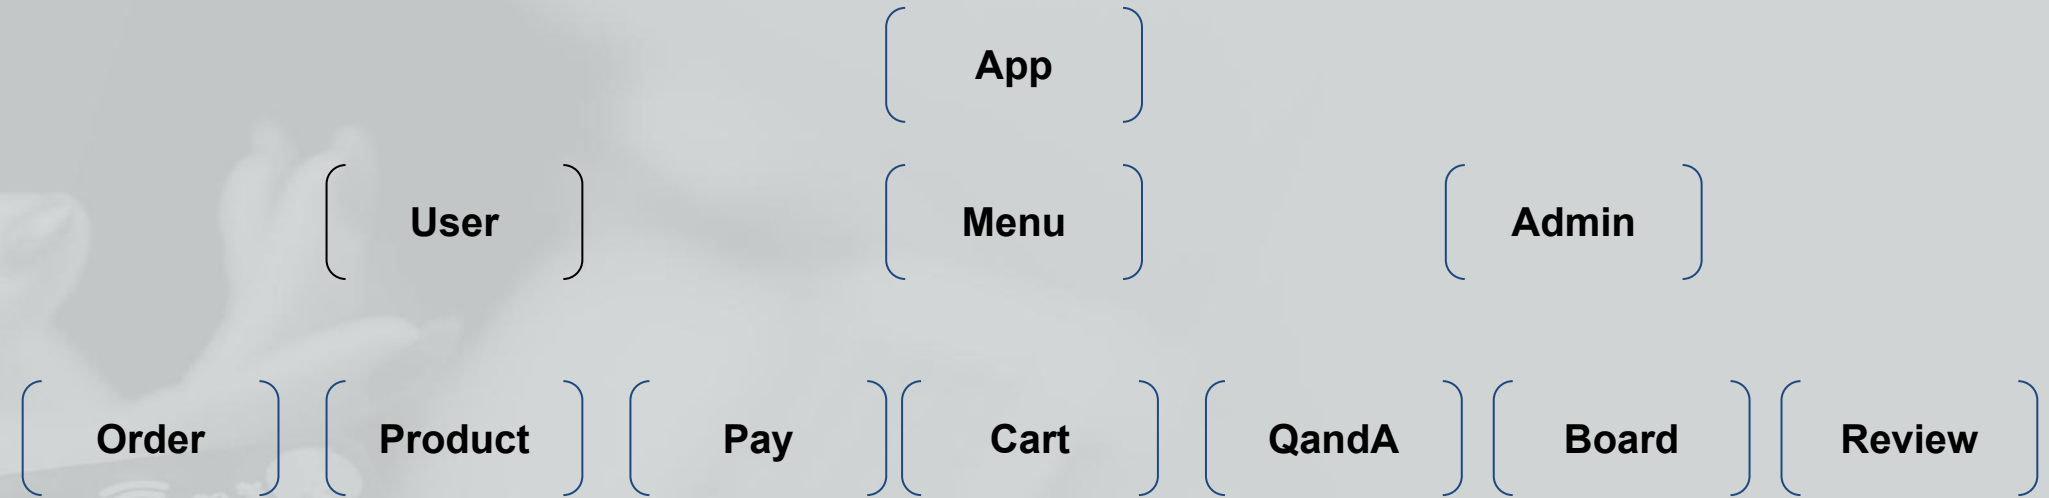 App
User
Menu
Admin
Order
Product
Pay
Cart
QandA
Board
Review